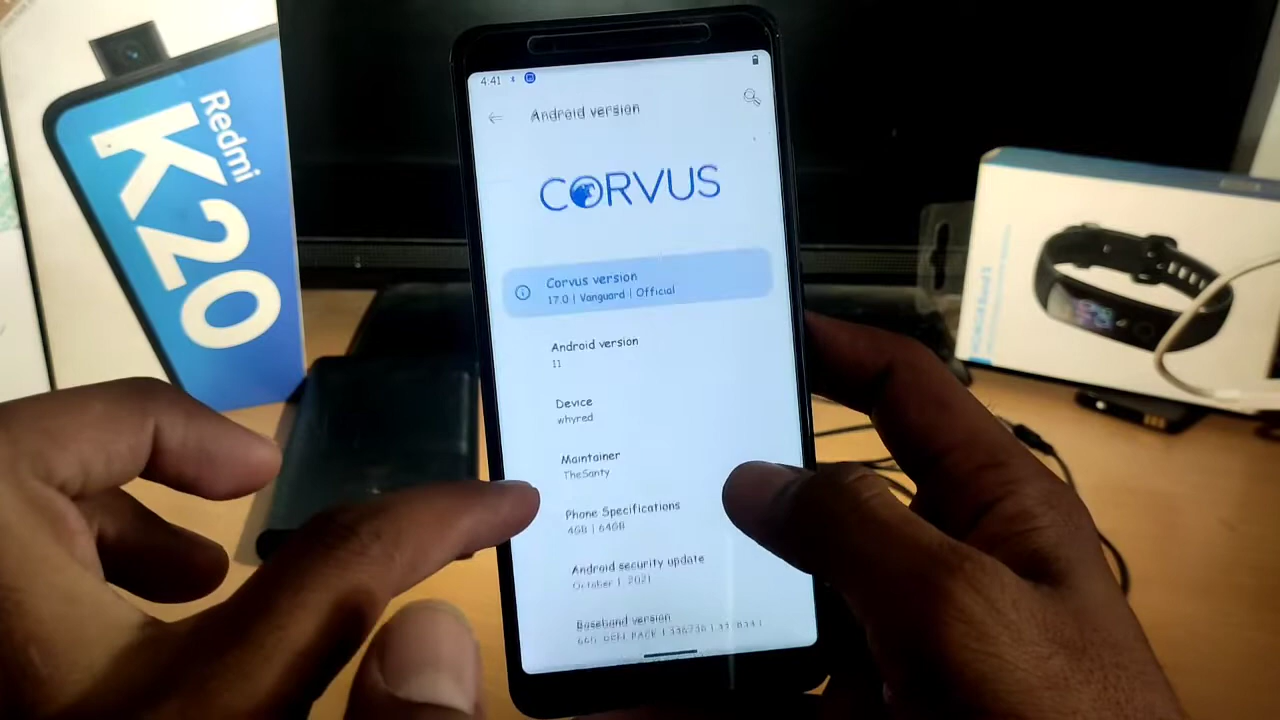 Redmi
K20
4:41
Android version
CORVUS
Corvus version
17.0 | Vanguard | Official
Android version
11
Device
whyred
Maintainer
TheSanty
Phone Specifications
4GB | 64GB
Android security update
October 1, 2021
Baseband version